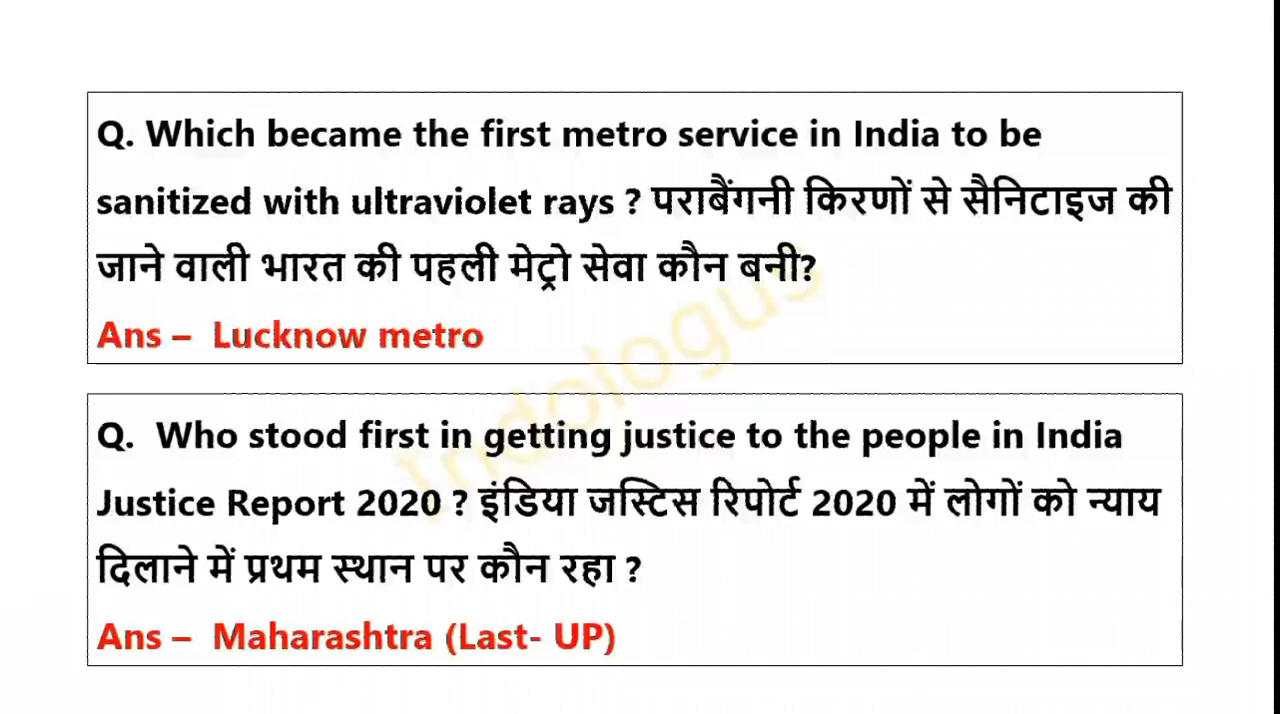 Q. Which became the first metro service in India to be
sanitized with ultraviolet rays ? पराबैंगनी किरणों से सैनिटाइज की
जाने वाली भारत की पहली मेट्रो सेवा कौन बनी?
Ans – Lucknow metro
Indologus
Q. Who stood first in getting justice to the people in India
Justice Report 2020 ? इंडिया जस्टिस रिपोर्ट 2020 में लोगों को न्याय
दिलाने में प्रथम स्थान पर कौन रहा ?
Ans – Maharashtra (Last- UP)